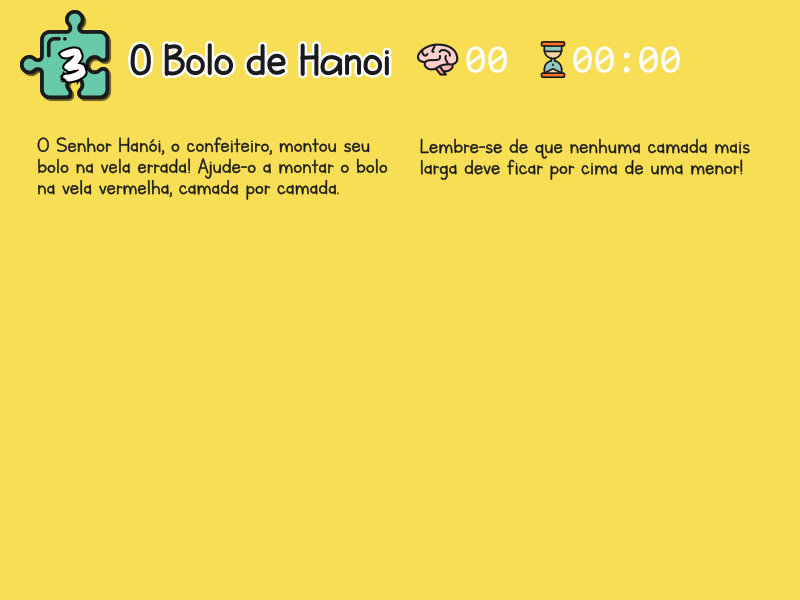 3
O Bolo de Hanoi
00
00:00
O Senhor Hanói, o confeiteiro, montou seu
bolo na vela errada! Ajude-o a montar o bolo
na vela vermelha, camada por camada.
Lembre-se de que nenhuma camada mais
larga deve ficar por cima de uma menor!